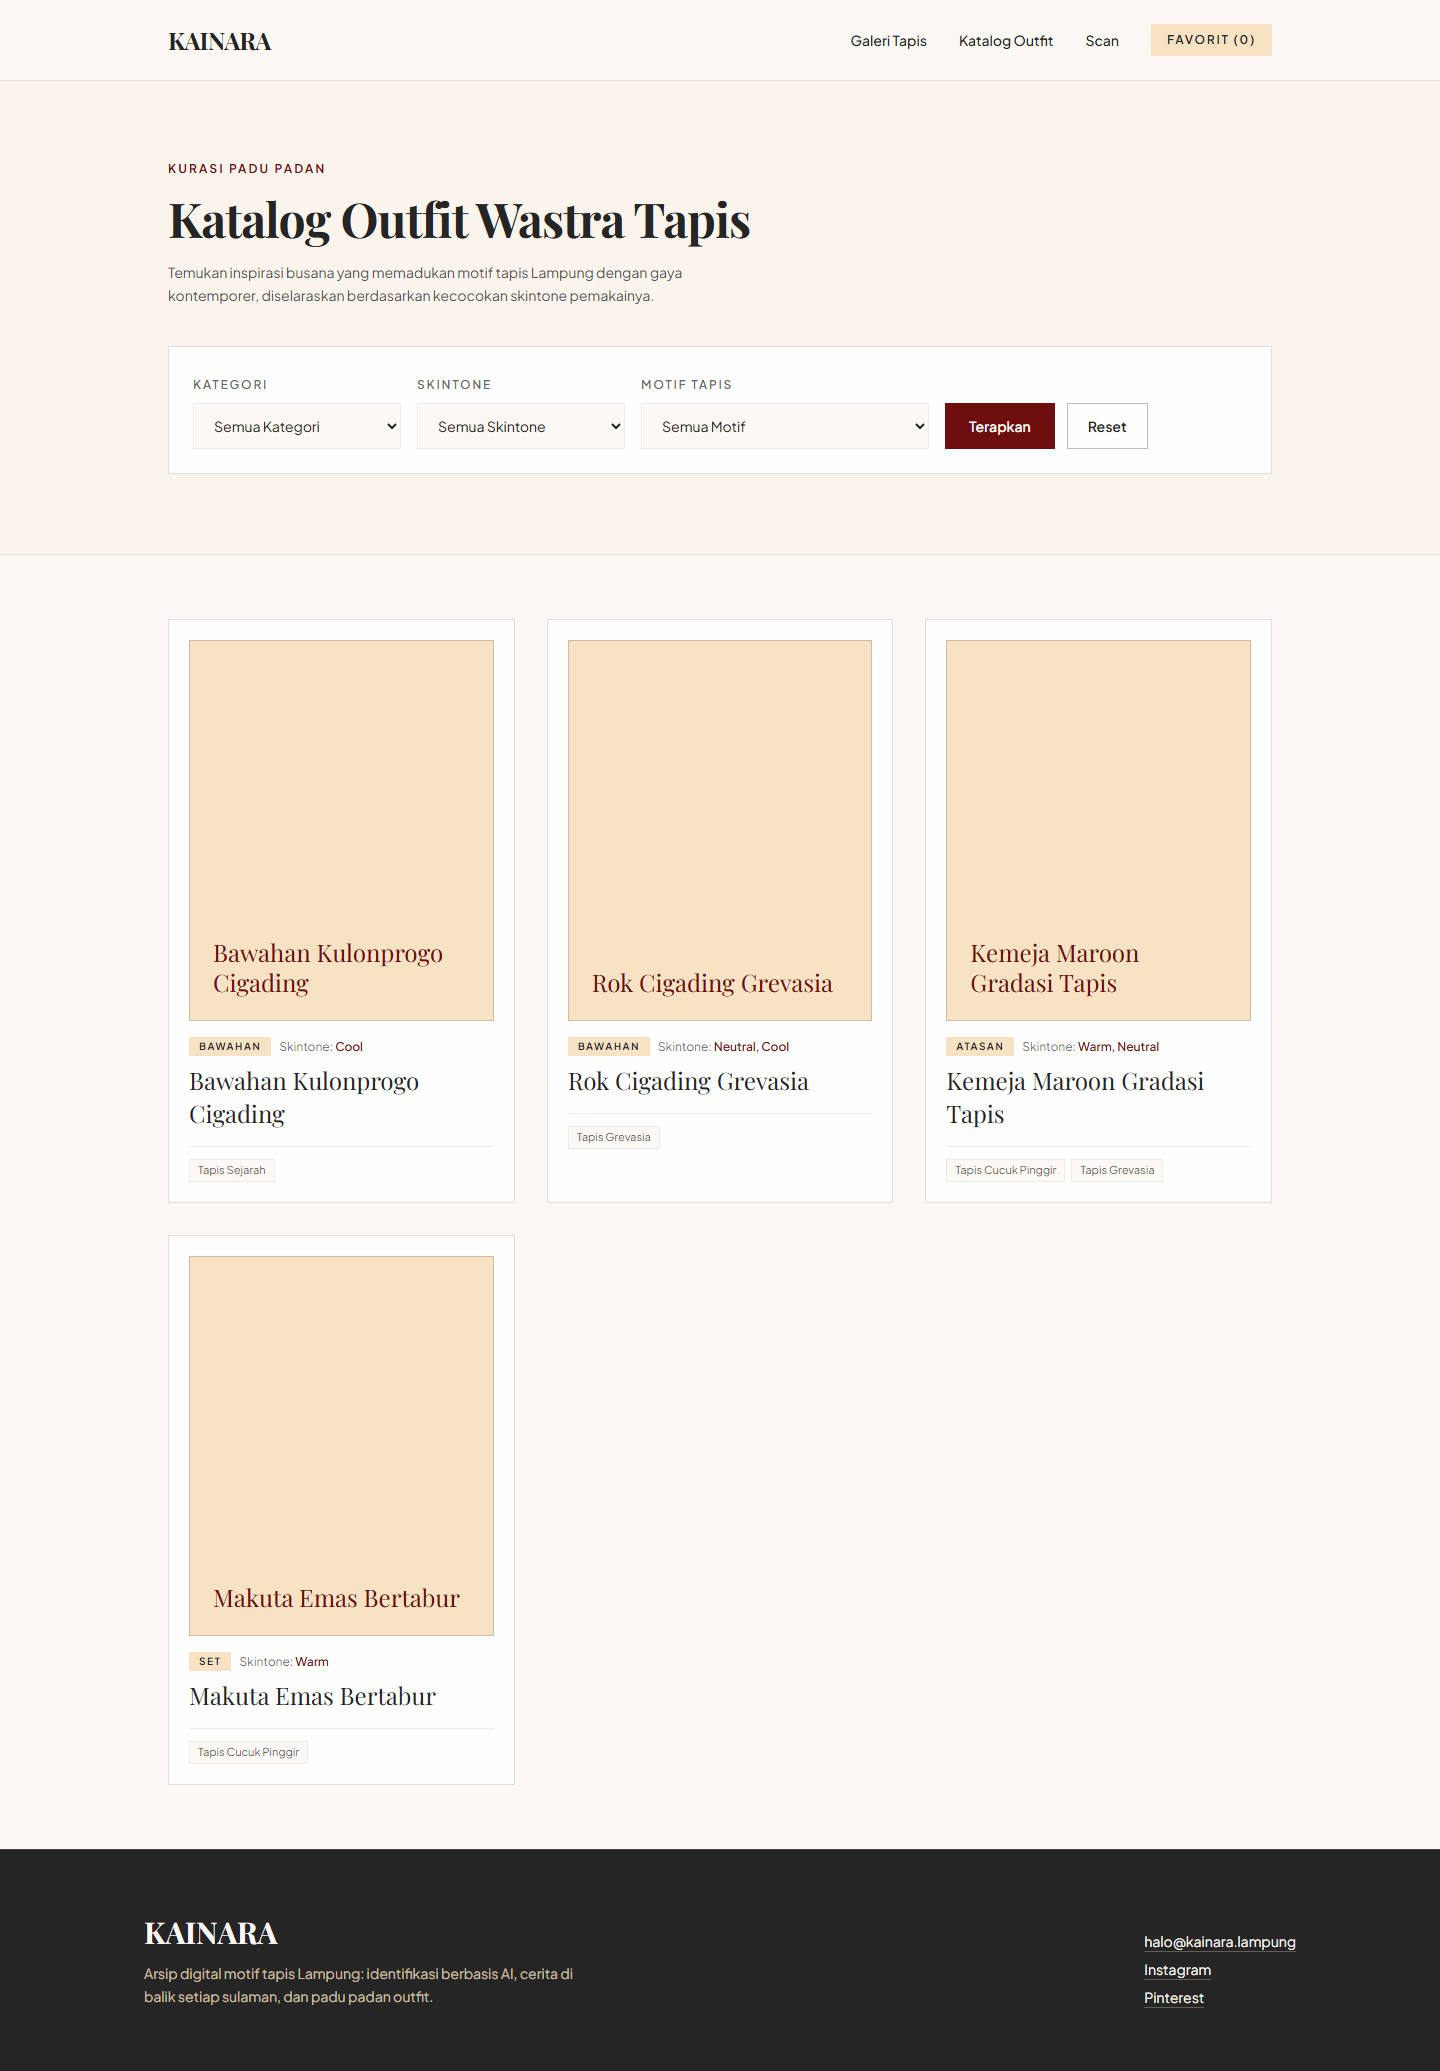 KAINARA
Galeri Tapis
Katalog Outfit
Scan
FAVORIT (0)
KURASI PADU PADAN
Katalog Outfit Wastra Tapis
Temukan inspirasi busana yang memadukan motif tapis Lampung dengan gaya
kontemporer, diselaraskan berdasarkan kecocokan skintone pemakainya.
KATEGORI
SKINTONE
MOTIF TAPIS
Semua Kategori
Semua Skintone
Semua Motif
Terapkan
Reset
Bawahan Kulonprogo
Cigading
BAWAHAN
Skintone: Cool
Bawahan Kulonprogo
Cigading
Tapis Sejarah
Rok Cigading Grevasia
BAWAHAN
Skintone: Neutral, Cool
Rok Cigading Grevasia
Tapis Grevasia
Kemeja Maroon
Gradasi Tapis
ATASAN
Skintone: Warm, Neutral
Kemeja Maroon Gradasi
Tapis
Tapis Cucuk Pinggir
Tapis Grevasia
Makuta Emas Bertabur
SET
Skintone: Warm
Makuta Emas Bertabur
Tapis Cucuk Pinggir
KAINARA
Arsip digital motif tapis Lampung: identifikasi berbasis AI, cerita di
balik setiap sulaman, dan padu padan outfit.
halo@kainara.lampung
Instagram
Pinterest